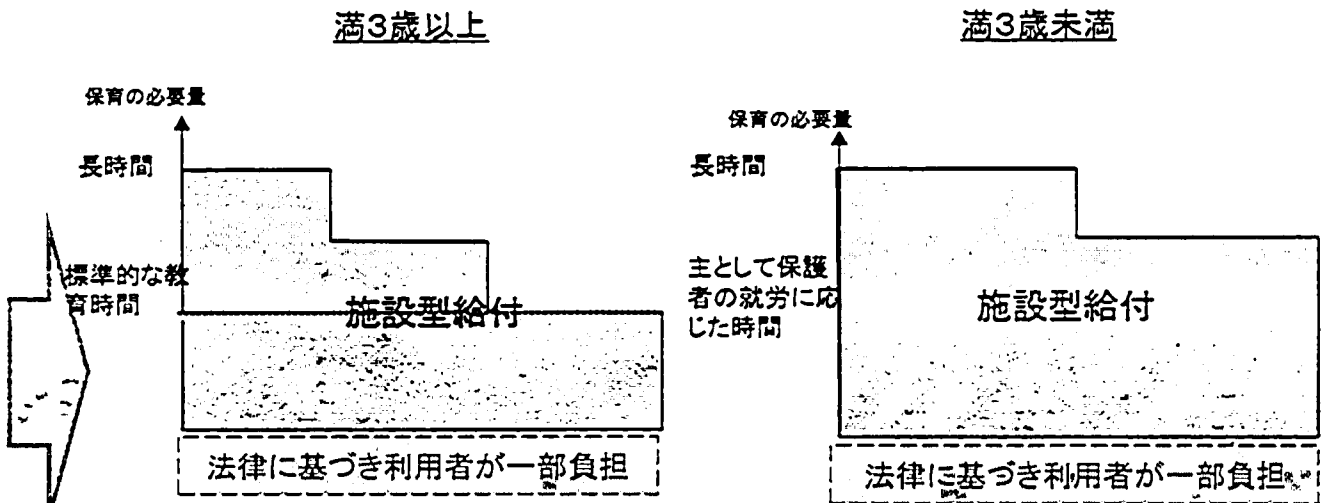 満3歳以上
保育の必要量
長時間
標準的な教
育時間
施設型給付
法律に基づき利用者が一部負担
満3歳未満
保育の必要量
長時間
主として保護
者の就労に応
じた時間
施設型給付
法律に基づき利用者が一部負担